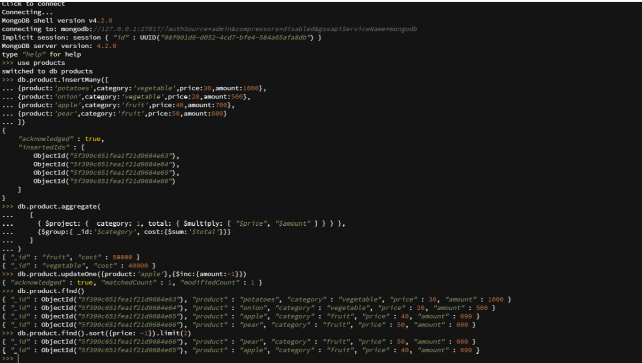 Click to connect
Connecting...
MongoDB shell version v4.2.0
connecting to: mongodb://127.0.0.1:27017/?authSource=admin&compressors=disabled&gssapiServiceName=mongodb
Implicit session: session { "id" : UUID("98f001d6-d052-4cd7-bfe4-584a65afa8db") }
MongoDB server version: 4.2.0
type "help" for help
>>> use products
switched to db products
>>> db.product.insertMany([
... {product:'potatoes',category:'vegetable',price:30,amount:1000},
... {product:'onion',category:'vegetable',price:20,amount:500},
... {product:'apple',category:'fruit',price:40,amount:700},
... {product:'pear',category:'fruit',price:50,amount:600}
... ])
{
"acknowledged" : true,
"insertedIds" : [
ObjectId("5f399c651fea1f21d9684e63"),
ObjectId("5f399c651fea1f21d9684e64"),
ObjectId("5f399c651fea1f21d9684e65"),
ObjectId("5f399c651fea1f21d9684e66")
]
}
>>> db.product.aggregate(
... [
... { $project: { category: 1, total: { $multiply: [ "$price", "$amount" ] } } },
... {$group:{ _id:'$category', cost:{$sum:'$total'}}}
... ]
... )
{ "_id" : "fruit", "cost" : 58000 }
{ "_id" : "vegetable", "cost" : 40000 }
>>> db.product.updateOne({product:'apple'},{$inc:{amount:-1}})
{ "acknowledged" : true, "matchedCount" : 1, "modifiedCount" : 1 }
>>> db.product.find()
{ "_id" : ObjectId("5f399c651fea1f21d9684e63"), "product" : "potatoes", "category" : "vegetable", "price" : 30, "amount" : 1000 }
{ "_id" : ObjectId("5f399c651fea1f21d9684e64"), "product" : "onion", "category" : "vegetable", "price" : 20, "amount" : 500 }
{ "_id" : ObjectId("5f399c651fea1f21d9684e65"), "product" : "apple", "category" : "fruit", "price" : 40, "amount" : 699 }
{ "_id" : ObjectId("5f399c651fea1f21d9684e66"), "product" : "pear", "category" : "fruit", "price" : 50, "amount" : 600 }
>>> db.product.find().sort({price: -1}).limit(2)
{ "_id" : ObjectId("5f399c651fea1f21d9684e66"), "product" : "pear", "category" : "fruit", "price" : 50, "amount" : 600 }
{ "_id" : ObjectId("5f399c651fea1f21d9684e65"), "product" : "apple", "category" : "fruit", "price" : 40, "amount" : 699 }
>>>